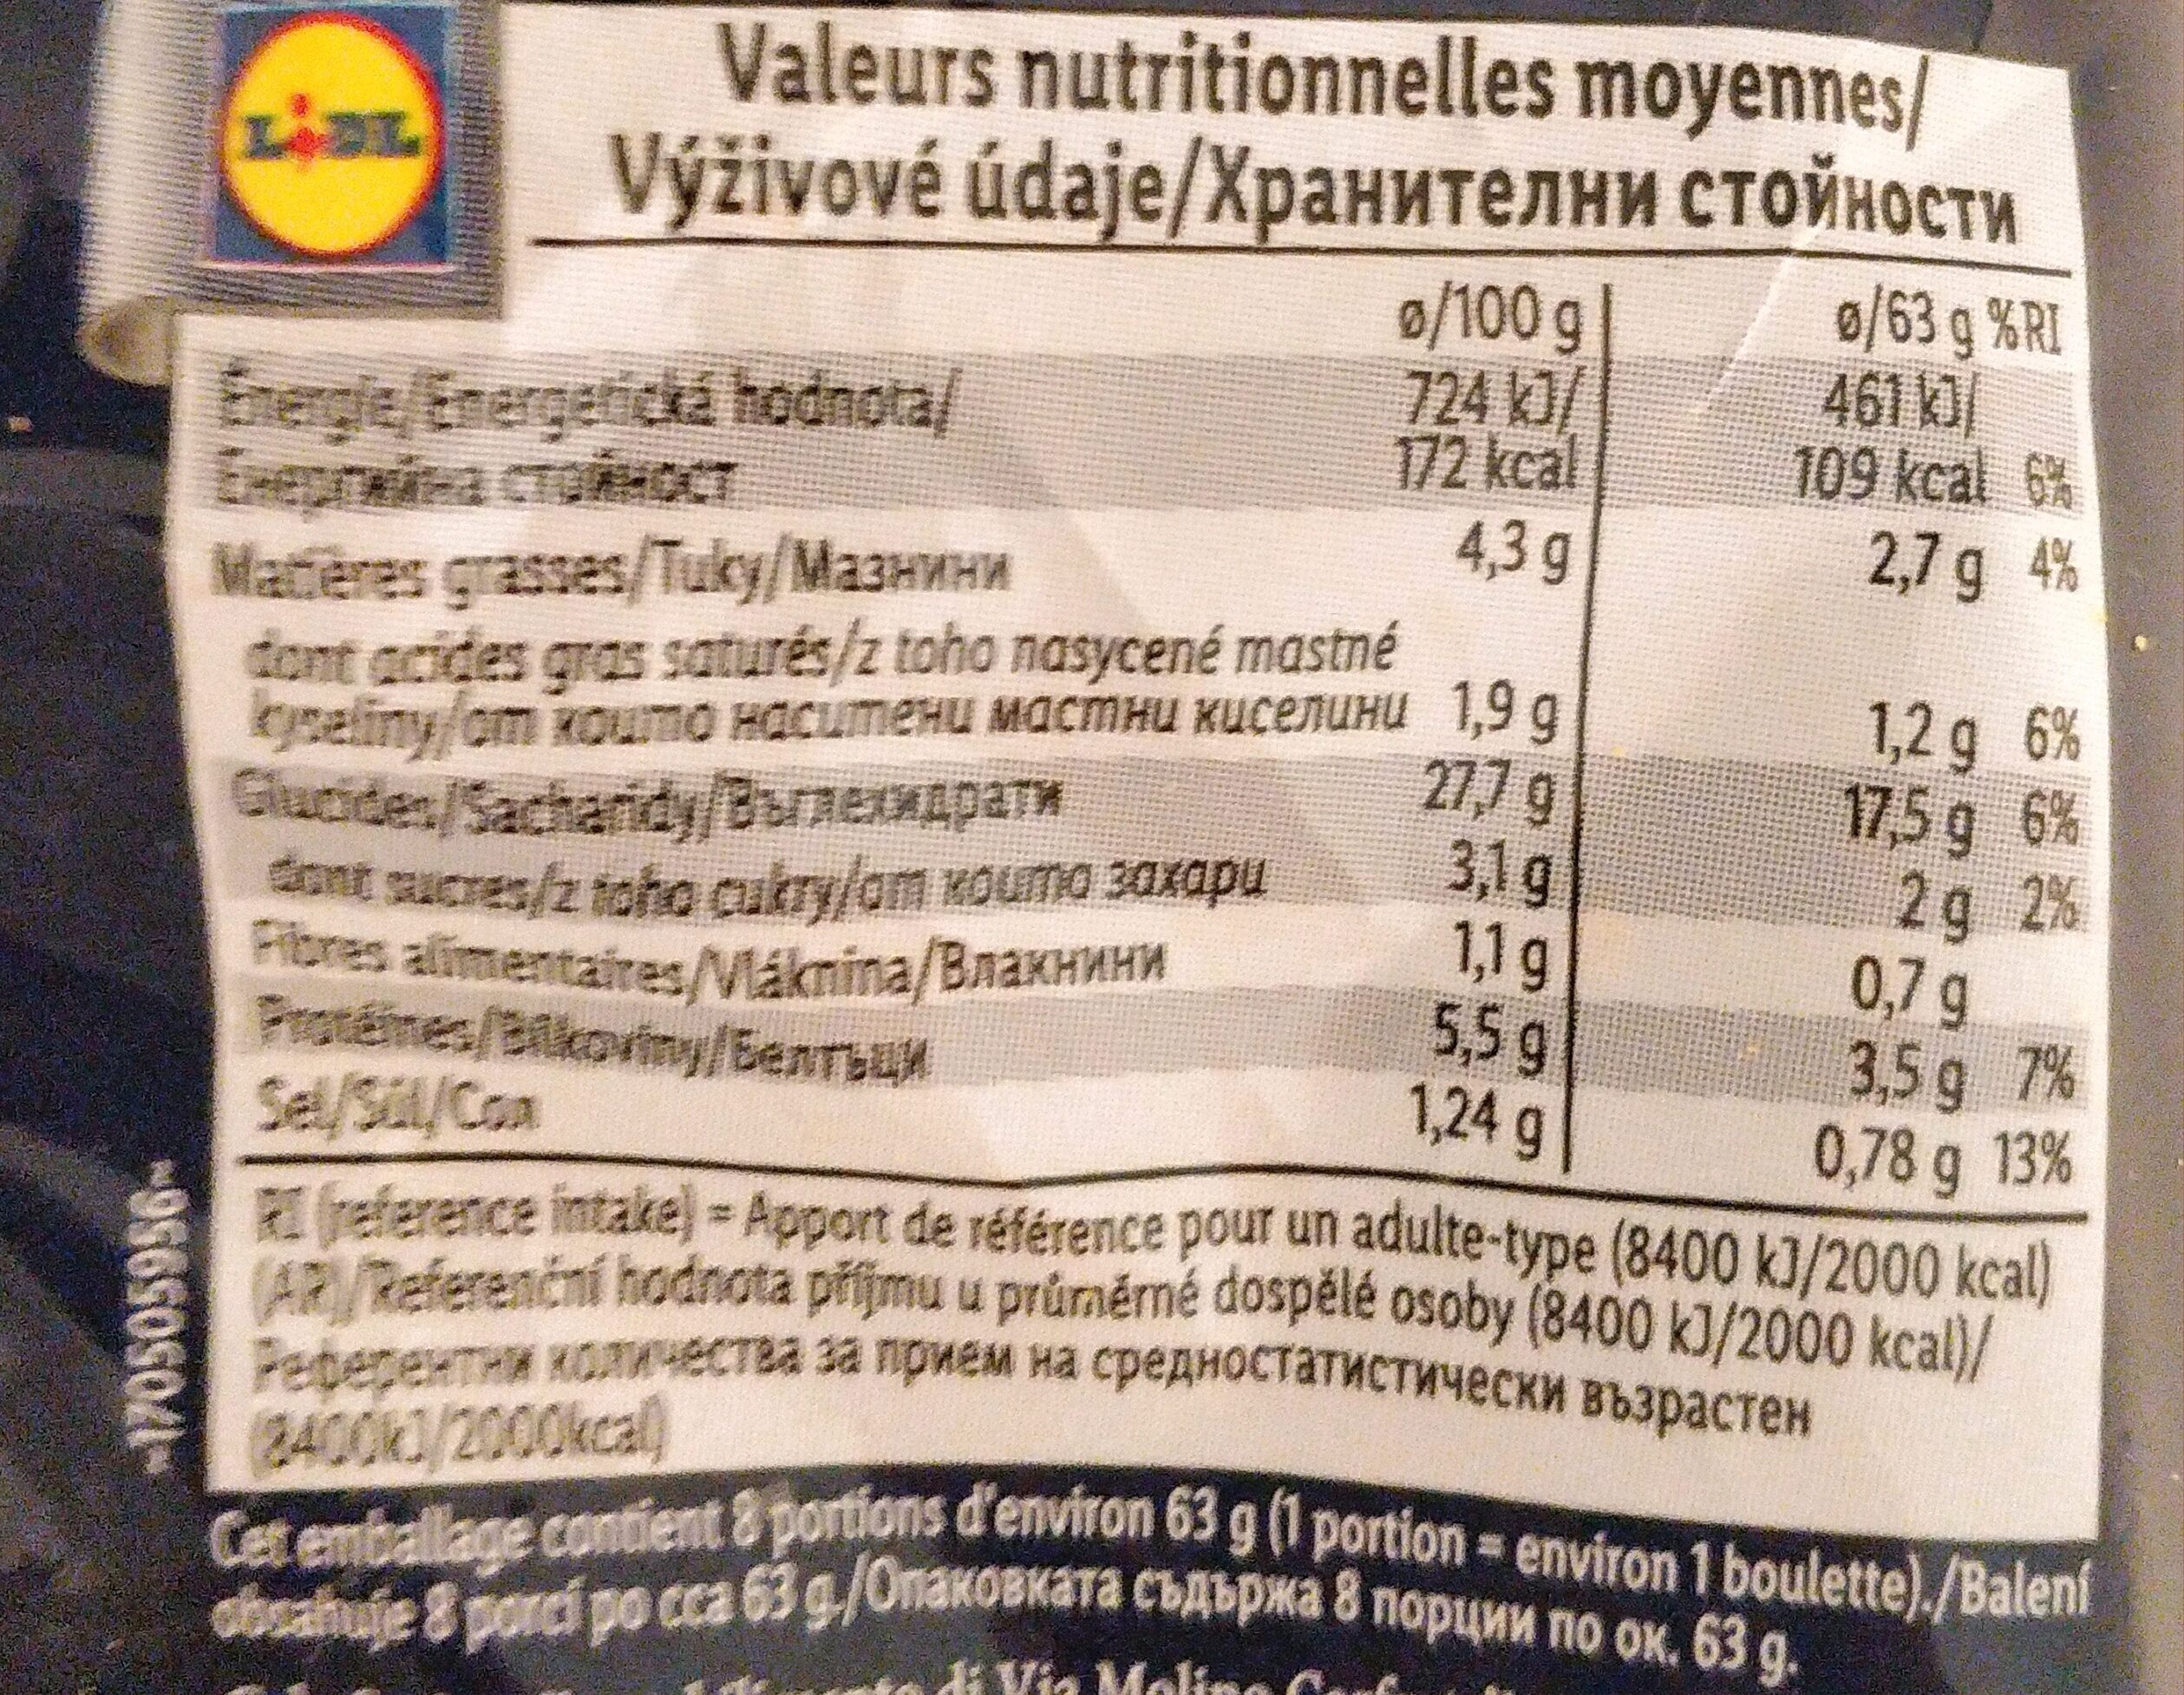 LIDL
Valeurs nutritionnelles moyennes/
Výživové údaje/Хранителни стойности
ø/100 g ø/63 g %RI
Énergie/Energetická hodnota/ 724 kJ/ 461 kJ/
Енергийна стойност 172 kcal 109 kcal 6%
Matières grasses/Tuky/Мазнини 4,3 g 2,7 g 4%
dont acides gras saturés/z toho nasycené mastné
kyseliny/от които наситени мастни киселини 1,9 g 1,2 g 6%
Glucides/Sacharidy/Въглехидрати 27,7 g 17,5 g 6%
dont sucres/z toho cukry/от които захари 3,1 g 2 g 2%
Fibres alimentaires/Vláknina/Влакнини 1,1 g 0,7 g
Protéines/Bílkoviny/Белтъци 5,5 g 3,5 g 7%
Sel/Sůl/Сол 1,24 g 0,78 g 13%
RI (reference intake) = Apport de référence pour un adulte-type (8400 kJ/2000 kcal)
(AR)/Referenční hodnota příjmu u průměrné dospělé osoby (8400 kJ/2000 kcal)/
Референтни количества за прием на средностатистически възрастен
(8400kJ/2000kcal)
Cet emballage contient 8 portions d'environ 63 g (1 portion = environ 1 boulette)./Balení
obsahuje 8 porcí po cca 63 g./Опаковката съдържа 8 порции по ок. 63 g.
di Via Molino